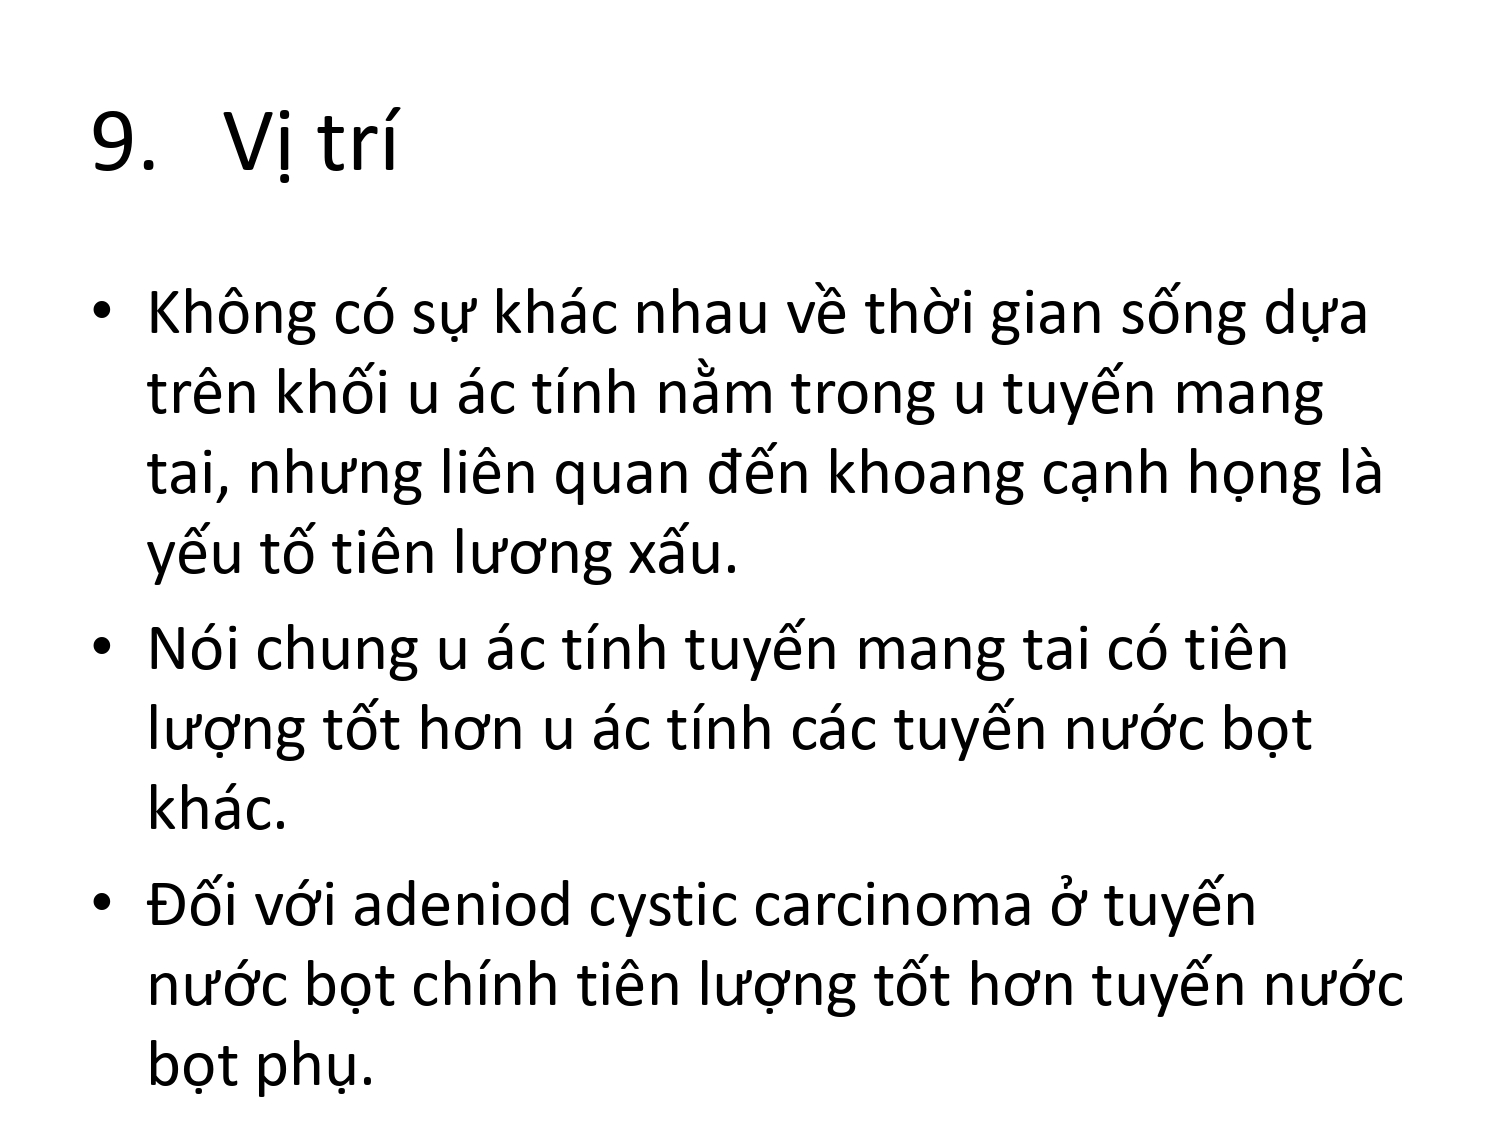 9. Vị trí
• Không có sự khác nhau về thời gian sống dựa
trên khối u ác tính nằm trong u tuyến mang
tai, nhưng liên quan đến khoang cạnh họng là
yếu tố tiên lương xấu.
• Nói chung u ác tính tuyến mang tai có tiên
lượng tốt hơn u ác tính các tuyến nước bọt
khác.
• Đối với adeniod cystic carcinoma ở tuyến
nước bọt chính tiên lượng tốt hơn tuyến nước
bọt phụ.